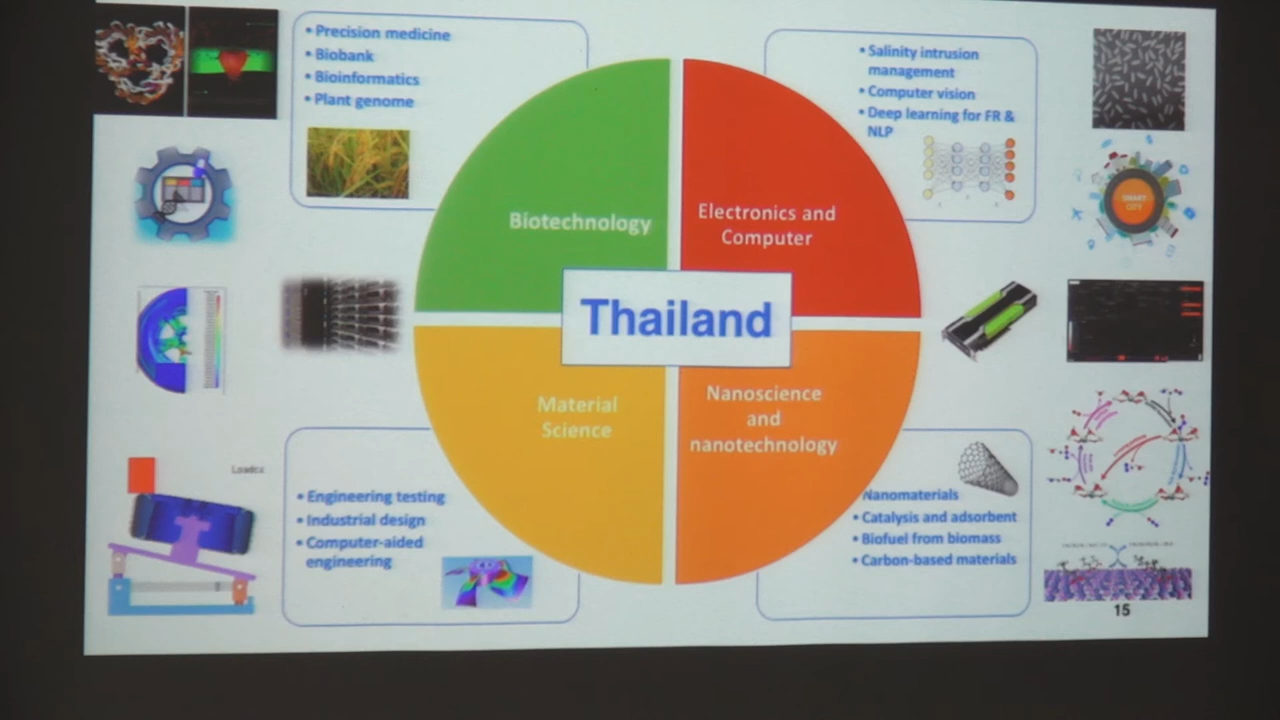 • Precision medicine
• Biobank
• Bioinformatics
• Plant genome
• Salinity intrusion
management
• Computer vision
• Deep learning for FR &
NLP
SMART
CITY
Biotechnology
Electronics and
Computer
Thailand
Material
Science
Nanoscience
and
nanotechnology
• Engineering testing
• Industrial design
• Computer-aided
engineering
Nanomaterials
• Catalysis and adsorbent
• Biofuel from biomass
• Carbon-based materials
15